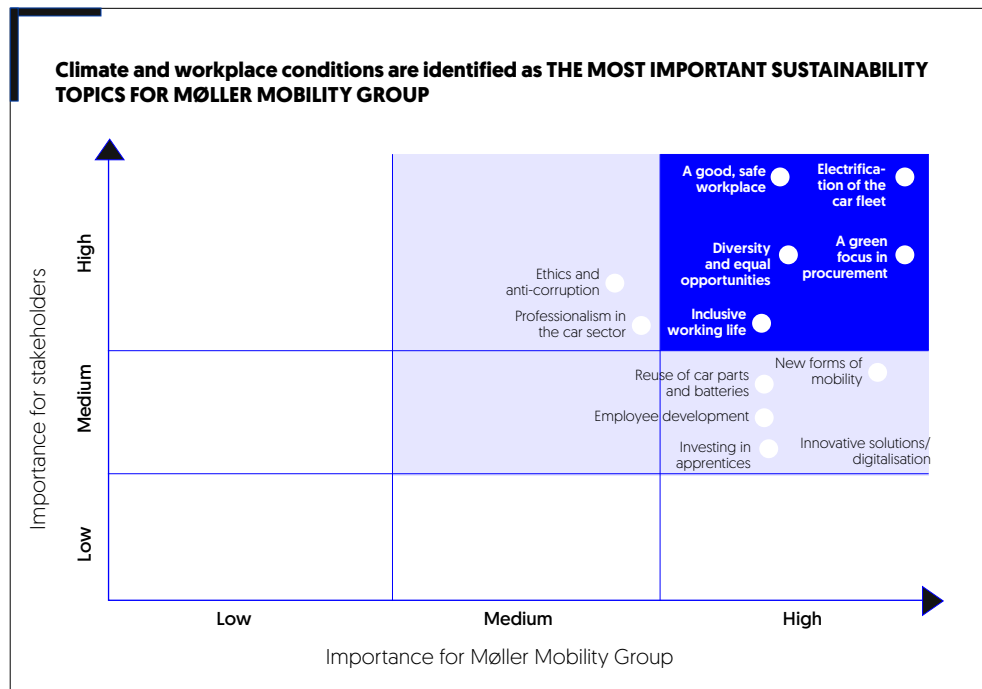 Climate and workplace conditions are identified as THE MOST IMPORTANT SUSTAINABILITY
TOPICS FOR MØLLER MOBILITY GROUP
Importance for stakeholders
High
Medium
Low
A good, safe
workplace
Electrifica-
tion of the
car fleet
Diversity
and equal
opportunities
A green
focus in
procurement
Ethics and
anti-corruption
Professionalism in
the car sector
Inclusive
working life
Reuse of car parts
and batteries
New forms of
mobility
Employee development
Investing in
apprentices
Innovative solutions/
digitalisation
Low
Medium
High
Importance for Møller Mobility Group